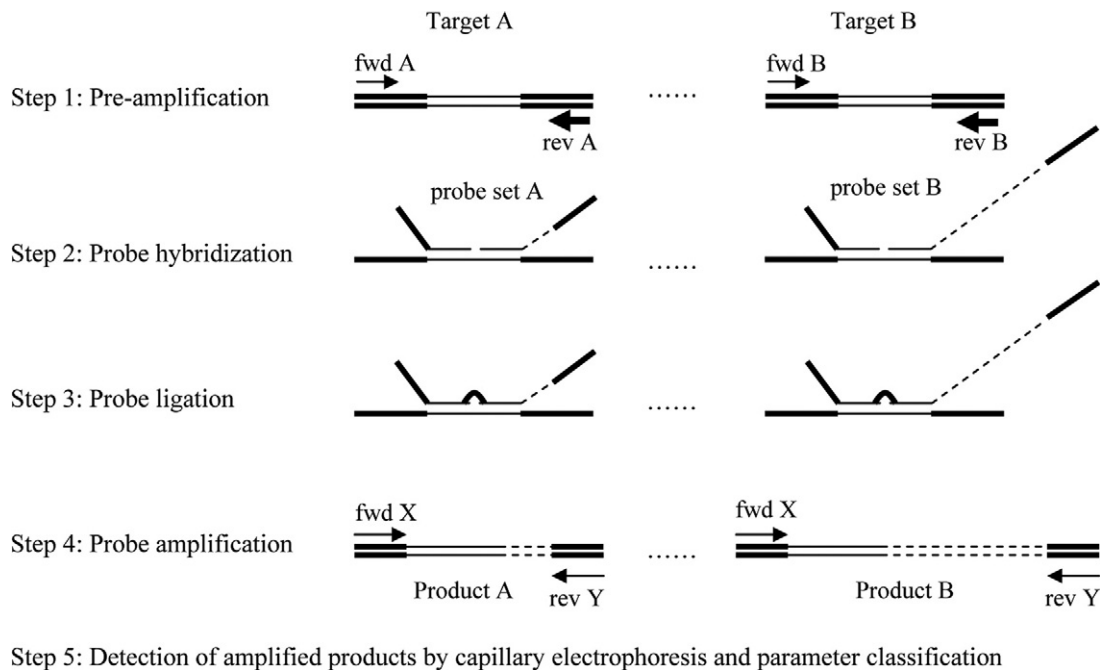 Target A
Target B
fwd A
fwd B
Step 1: Pre-amplification
......
rev A
rev B
probe set A
probe set B
Step 2: Probe hybridization
......
Step 3: Probe ligation
......
fwd X
fwd X
Step 4: Probe amplification
......
Product A
rev Y
Product B
rev Y
Step 5: Detection of amplified products by capillary electrophoresis and parameter classification